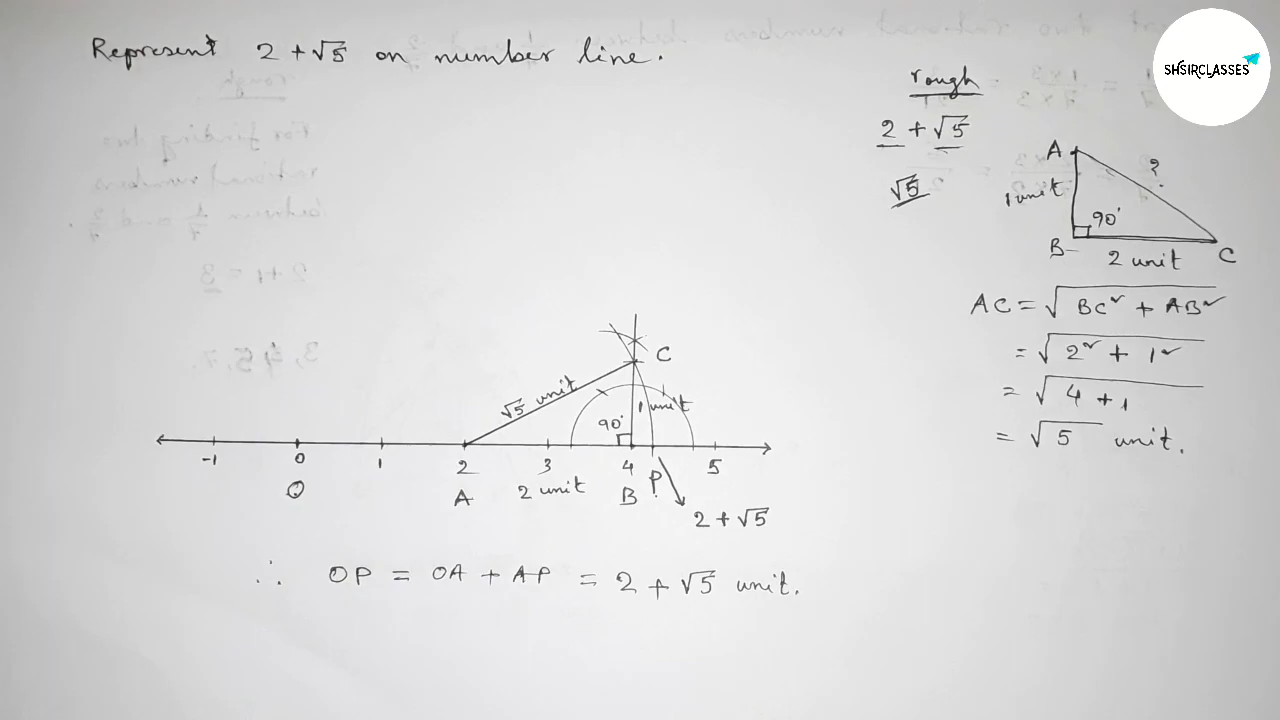 Represent 2 + √5 on number line.
SHSIRCLASSES
rough
2 + √5
√5
A
?
1 unit
90°
B
2 unit
C
AC = √BC² + AB²
= √2² + 1²
= √4 + 1
= √5 unit.
C
√5 unit
1 unit
90°
-1 0 1 2 3 4 P 5
O A 2 unit B
2 + √5
∴ OP = OA + AP = 2 + √5 unit.